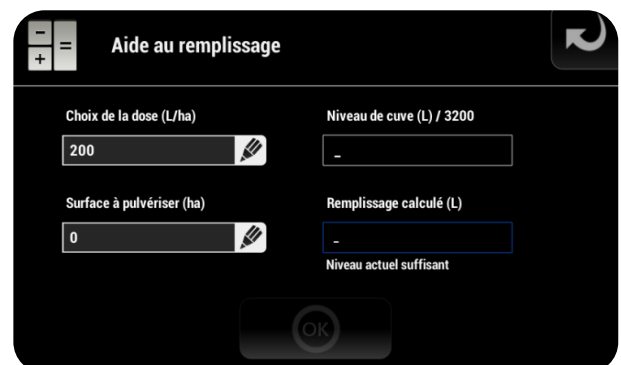 Aide au remplissage
Choix de la dose (L/ha)
200
Niveau de cuve (L) / 3200
_
Surface à pulvériser (ha)
0
Remplissage calculé (L)
-
Niveau actuel suffisant
OK